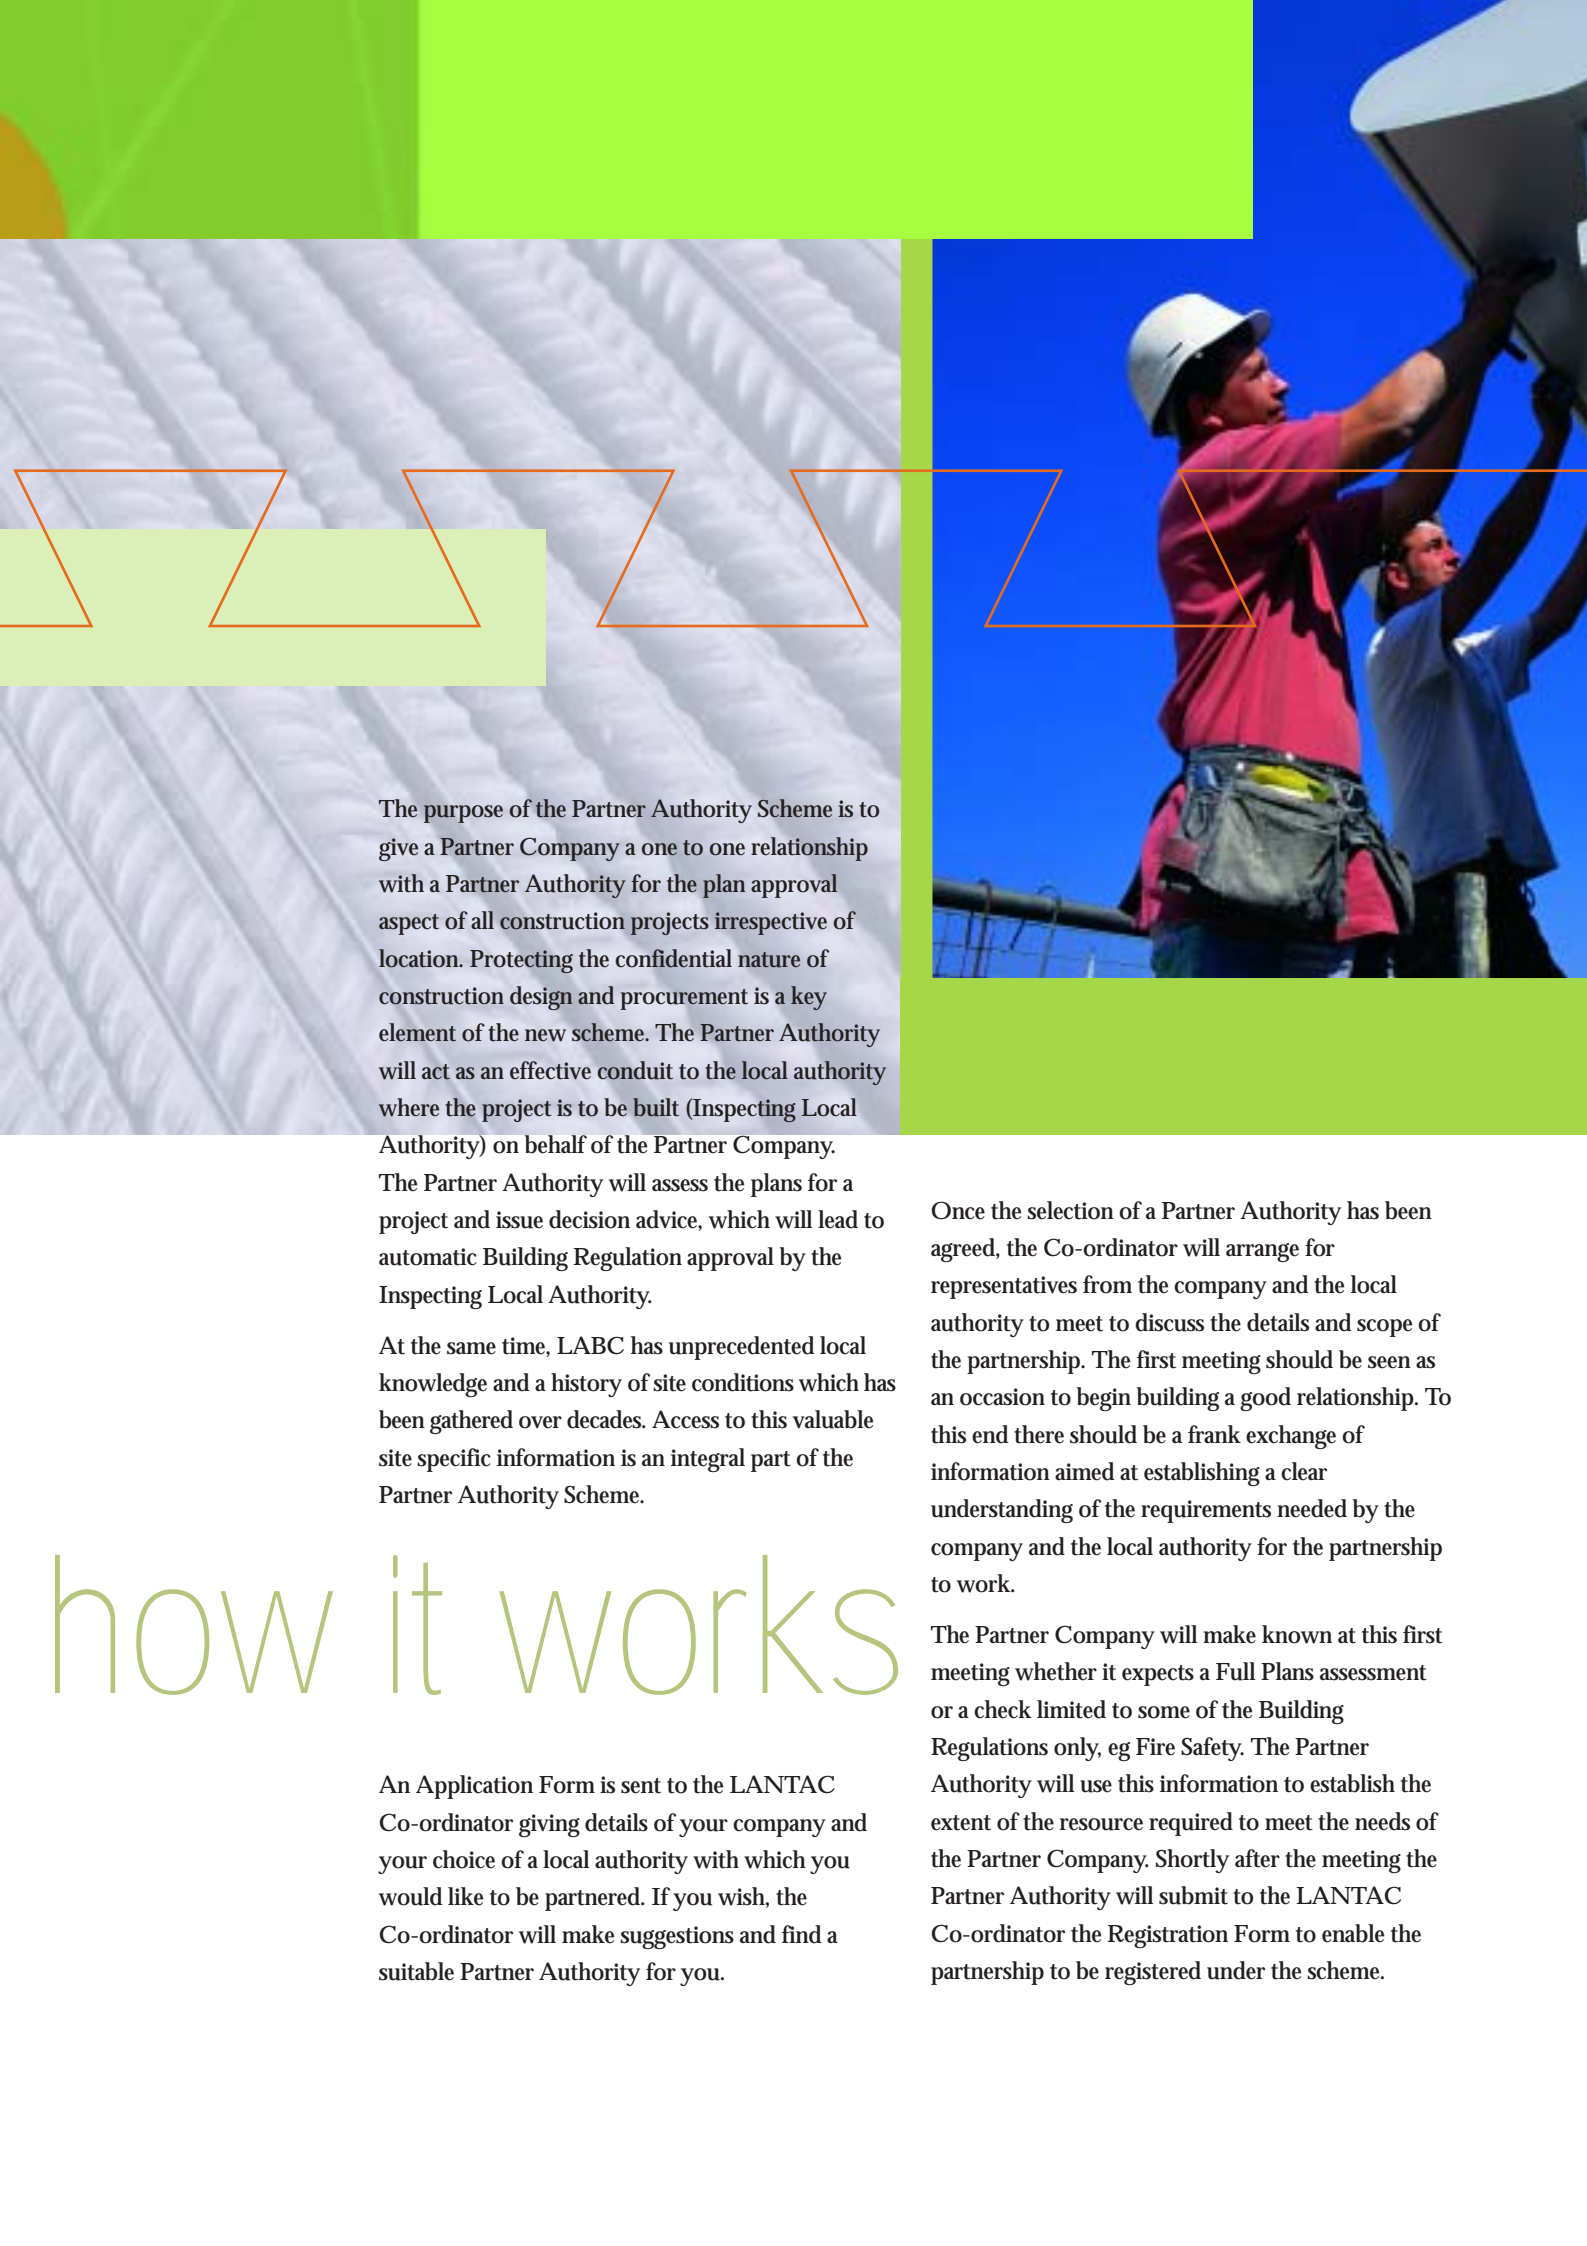 The purpose of the Partner Authority Scheme is to
give a Partner Company a one to one relationship
with a Partner Authority for the plan approval
aspect of all construction projects irrespective of
location. Protecting the confidential nature of
construction design and procurement is a key
element of the new scheme. The Partner Authority
will act as an effective conduit to the local authority
where the project is to be built (Inspecting Local
Authority) on behalf of the Partner Company.
The Partner Authority will assess the plans for a
project and issue decision advice, which will lead to
automatic Building Regulation approval by the
Inspecting Local Authority.
At the same time, LABC has unprecedented local
knowledge and a history of site conditions which has
been gathered over decades. Access to this valuable
site specific information is an integral part of the
Partner Authority Scheme.
how it works
An Application Form is sent to the LANTAC
Co-ordinator giving details of your company and
your choice of a local authority with which you
would like to be partnered. If you wish, the
Co-ordinator will make suggestions and find a
suitable Partner Authority for you.
Once the selection of a Partner Authority has been
agreed, the Co-ordinator will arrange for
representatives from the company and the local
authority to meet to discuss the details and scope of
the partnership. The first meeting should be seen as
an occasion to begin building a good relationship. To
this end there should be a frank exchange of
information aimed at establishing a clear
understanding of the requirements needed by the
company and the local authority for the partnership
to work.
The Partner Company will make known at this first
meeting whether it expects a Full Plans assessment
or a check limited to some of the Building
Regulations only, eg Fire Safety. The Partner
Authority will use this information to establish the
extent of the resource required to meet the needs of
the Partner Company. Shortly after the meeting the
Partner Authority will submit to the LANTAC
Co-ordinator the Registration Form to enable the
partnership to be registered under the scheme.